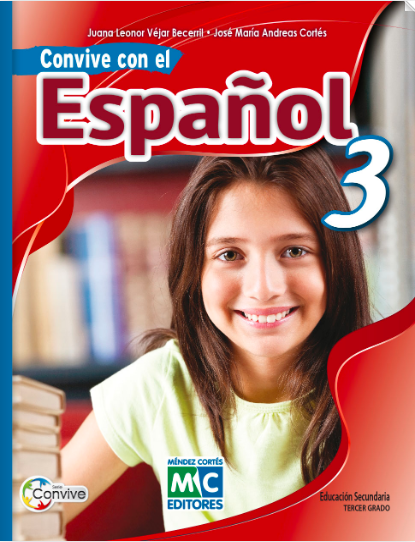 Juana Leonor Véjar Becerril • José María Andreas Cortés
Convive con el
Español
3
MÉNDEZ CORTÉS
MC
EDITORES
Serie
Convive
Educación Secundaria
TERCER GRADO